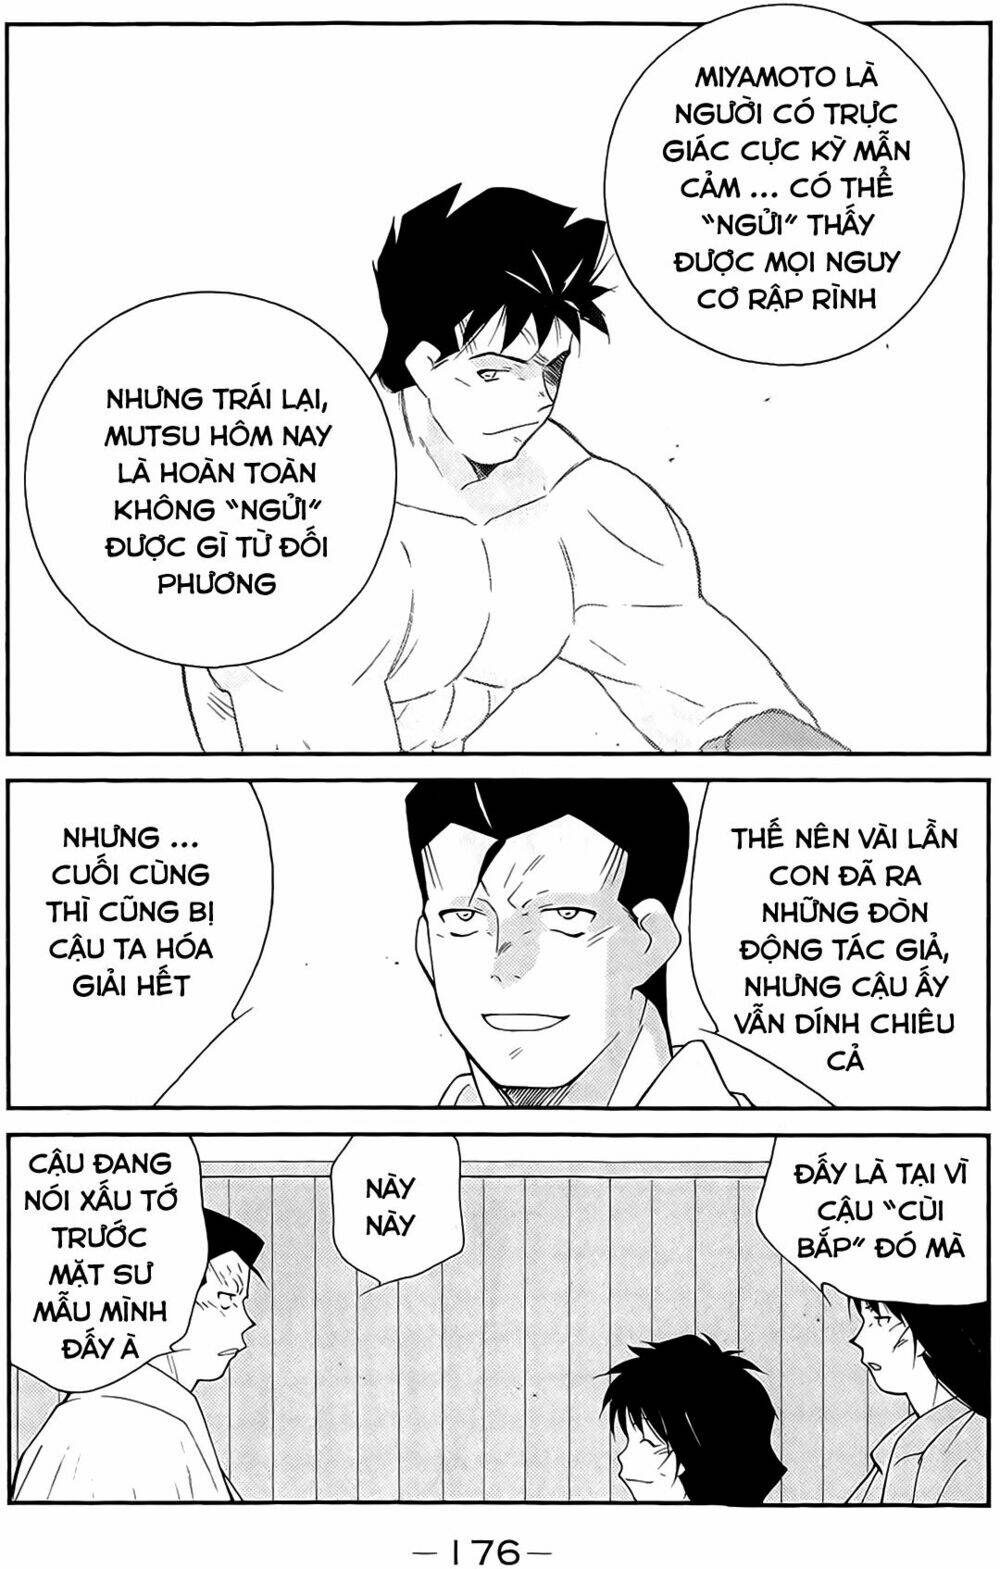 MIYAMOTO LÀ
NGƯỜI CÓ TRỰC
GIÁC CỰC KỲ MẪN
CẢM ... CÓ THỂ
"NGỬI" THẤY
ĐƯỢC MỌI NGUY
CƠ RẬP RÌNH
NHƯNG TRÁI LẠI,
MUTSU HÔM NAY
LÀ HOÀN TOÀN
KHÔNG "NGỬI"
ĐƯỢC GÌ TỪ ĐỐI
PHƯƠNG
THẾ NÊN VÀI LẦN
CON ĐÃ RA
NHỮNG ĐÒN
ĐỘNG TÁC GIẢ,
NHƯNG CẬU ẤY
VẪN DÍNH CHIÊU
CẢ
NHƯNG ...
CUỐI CÙNG
THÌ CŨNG BỊ
CẬU TA HÓA
GIẢI HẾT
ĐẤY LÀ TẠI VÌ
CẬU "CÙI
BẮP" ĐÓ MÀ
NÀY
NÀY
CẬU ĐANG
NÓI XẤU TỚ
TRƯỚC
MẶT SƯ
MẪU MÌNH
ĐẤY À
— 176 —